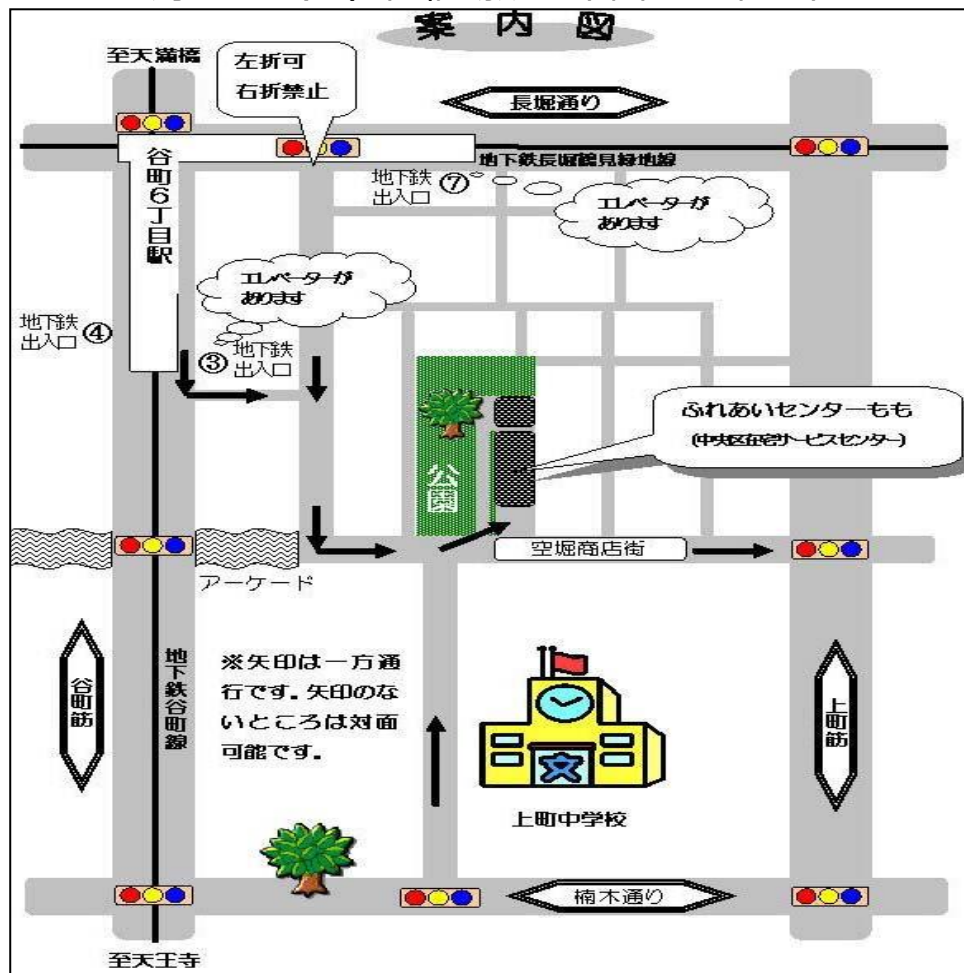 案内図
至天満橋
左折可
右折禁止
長堀通り
地下鉄長堀鶴見緑地線
谷町6丁目駅
地下鉄
出入口
⑦
エレベーターが
あります
エレベーターが
あります
地下鉄
出入口
④
③
地下鉄
出入口
ふれあいセンターもも
(中央区在宅サービスセンター)
公園
空堀商店街
アーケード
谷町筋
地下鉄谷町線
※矢印は一方通
行です。矢印のな
いところは対面
可能です。
上町筋
文
上町中学校
楠木通り
至天王寺